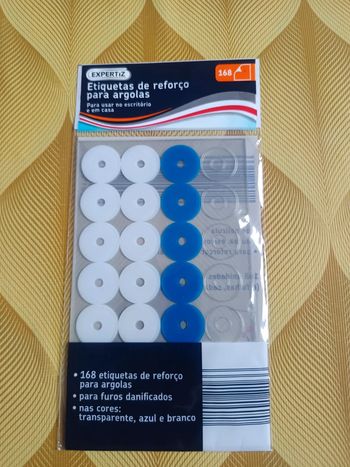 EXPERTIZ
168
Etiquetas de reforço
para argolas
Para usar no escritório
e em casa
• 168 etiquetas de reforço
para argolas
• para furos danificados
• nas cores:
transparente, azul e branco